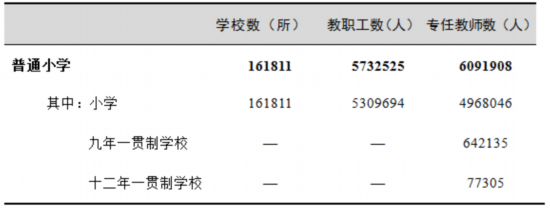 学校数（所） 教职工数（人） 专任教师数（人）
普通小学 161811 5732525 6091908
其中：小学 161811 5309694 4968046
九年一贯制学校 — — 642135
十二年一贯制学校 — — 77305